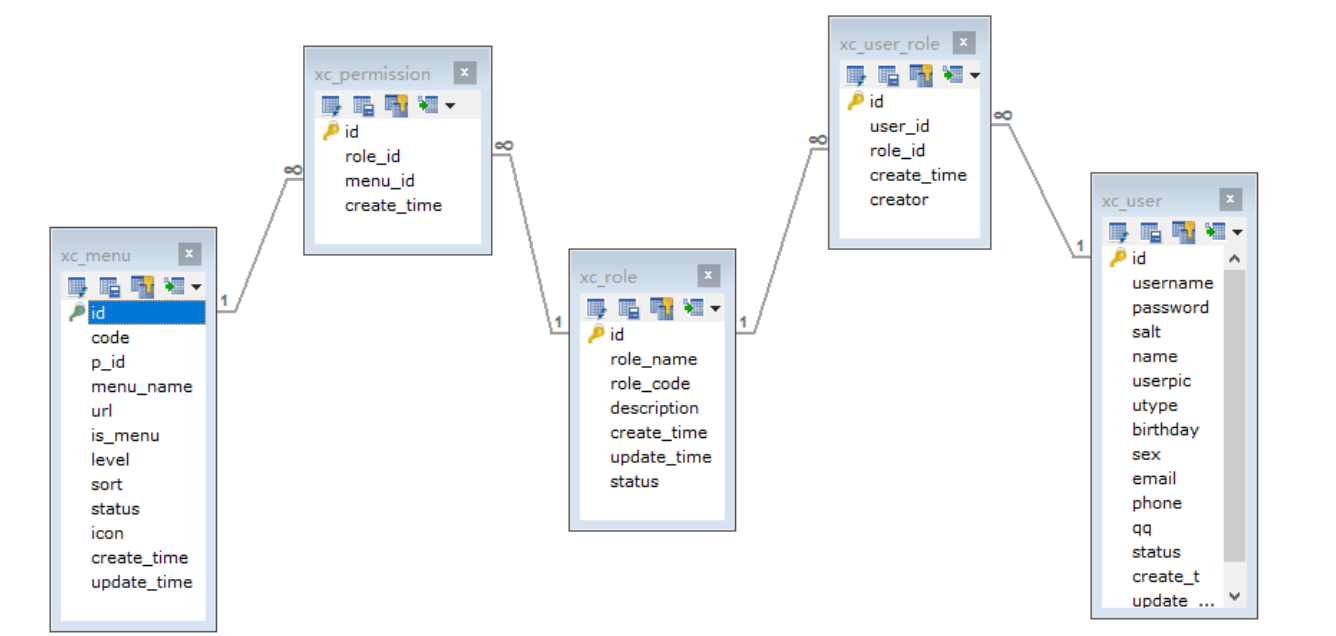 xc_menu
id
code
p_id
menu_name
url
is_menu
level
sort
status
icon
create_time
update_time
1
∞
xc_permission
id
role_id
menu_id
create_time
∞
1
xc_role
id
role_name
role_code
description
create_time
update_time
status
1
∞
xc_user_role
id
user_id
role_id
create_time
creator
∞
1
xc_user
id
username
password
salt
name
userpic
utype
birthday
sex
email
phone
qq
status
create_t
update_...